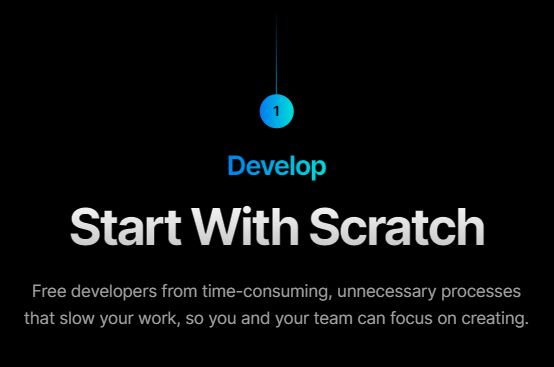 1
Develop
Start With Scratch
Free developers from time-consuming, unnecessary processes
that slow your work, so you and your team can focus on creating.